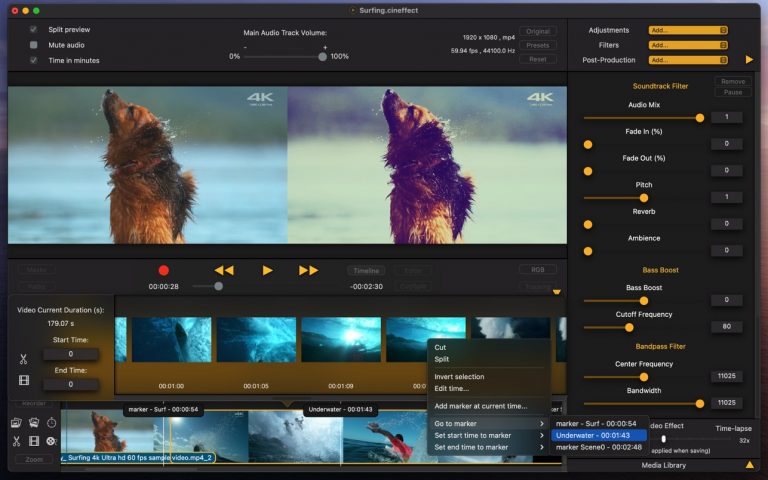 Surfing.cineffect
Split preview
Mute audio
Time in minutes
Main Audio Track Volume:
- +
0% 100%
1920 x 1080, mp4
59.94 fps, 44100.0 Hz
Original
Presets
Reset
Adjustments Add...
Filters Add...
Post-Production Add...
Soundtrack Filter
Remove
Pause
Audio Mix
1
Fade In (%)
0
Fade Out (%)
0
Pitch
1
Reverb
0
Ambience
0
Bass Boost
Bass Boost
0
Cutoff Frequency
80
Bandpass Filter
Center Frequency
11025
Bandwidth
11025
4K
4K
Masks
Paths
00:00:28
-00:02:30
Timeline
Editor
RGB
Video Current Duration (s):
179.07 s
Start Time:
0
End Time:
0
00:01:00
00:01:05
00:01:09
Cut
Split
Invert selection
Edit time...
Add marker at current time...
Go to marker
Set start time to marker
Set end time to marker
marker - Surf - 00:00:54
Underwater - 00:01:43
marker Scene0 - 00:02:48
Reorder
marker - Surf - 00:00:54
Underwater - 00:01:43
Surfing 4K Ultra hd 60 fps sample video.mp4_2
Zoom
Video Effect
Time-lapse
32x
applied when saving)
Media Library